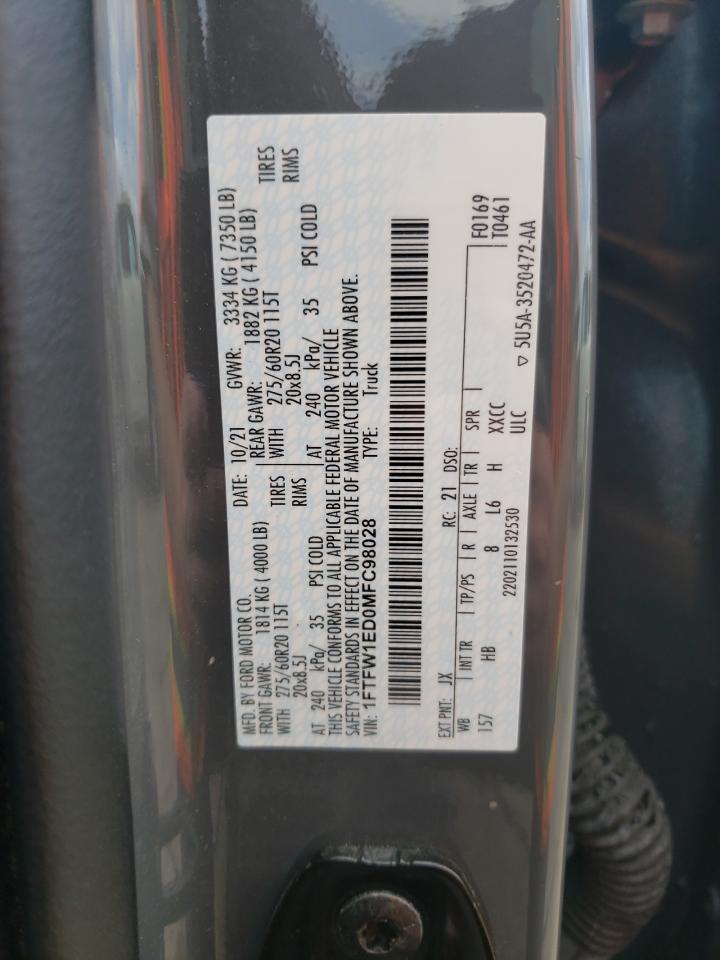 MFD. BY FORD MOTOR CO.
DATE: 10/21
GVWR: 3334 KG ( 7350 LB)
FRONT GAWR: 1814 KG ( 4000 LB)
REAR GAWR: 1882 KG ( 4150 LB)
WITH 275/60R20 115T TIRES
WITH 275/60R20 115T TIRES
20x8.5J RIMS
20x8.5J RIMS
AT 240 kPa/ 35 PSI COLD
AT 240 kPa/ 35 PSI COLD
THIS VEHICLE CONFORMS TO ALL APPLICABLE FEDERAL MOTOR VEHICLE
SAFETY STANDARDS IN EFFECT ON THE DATE OF MANUFACTURE SHOWN ABOVE.
VIN: 1FTFW1ED0MFC98028
TYPE: Truck
EXT PNT: JX RC: 21 DSO:
WB INT TR TP/PS R AXLE TR SPR F0169
157 HB 8 L6 H XXCC T0461
2202110132530 ULC
▽ 5U5A-3520472-AA